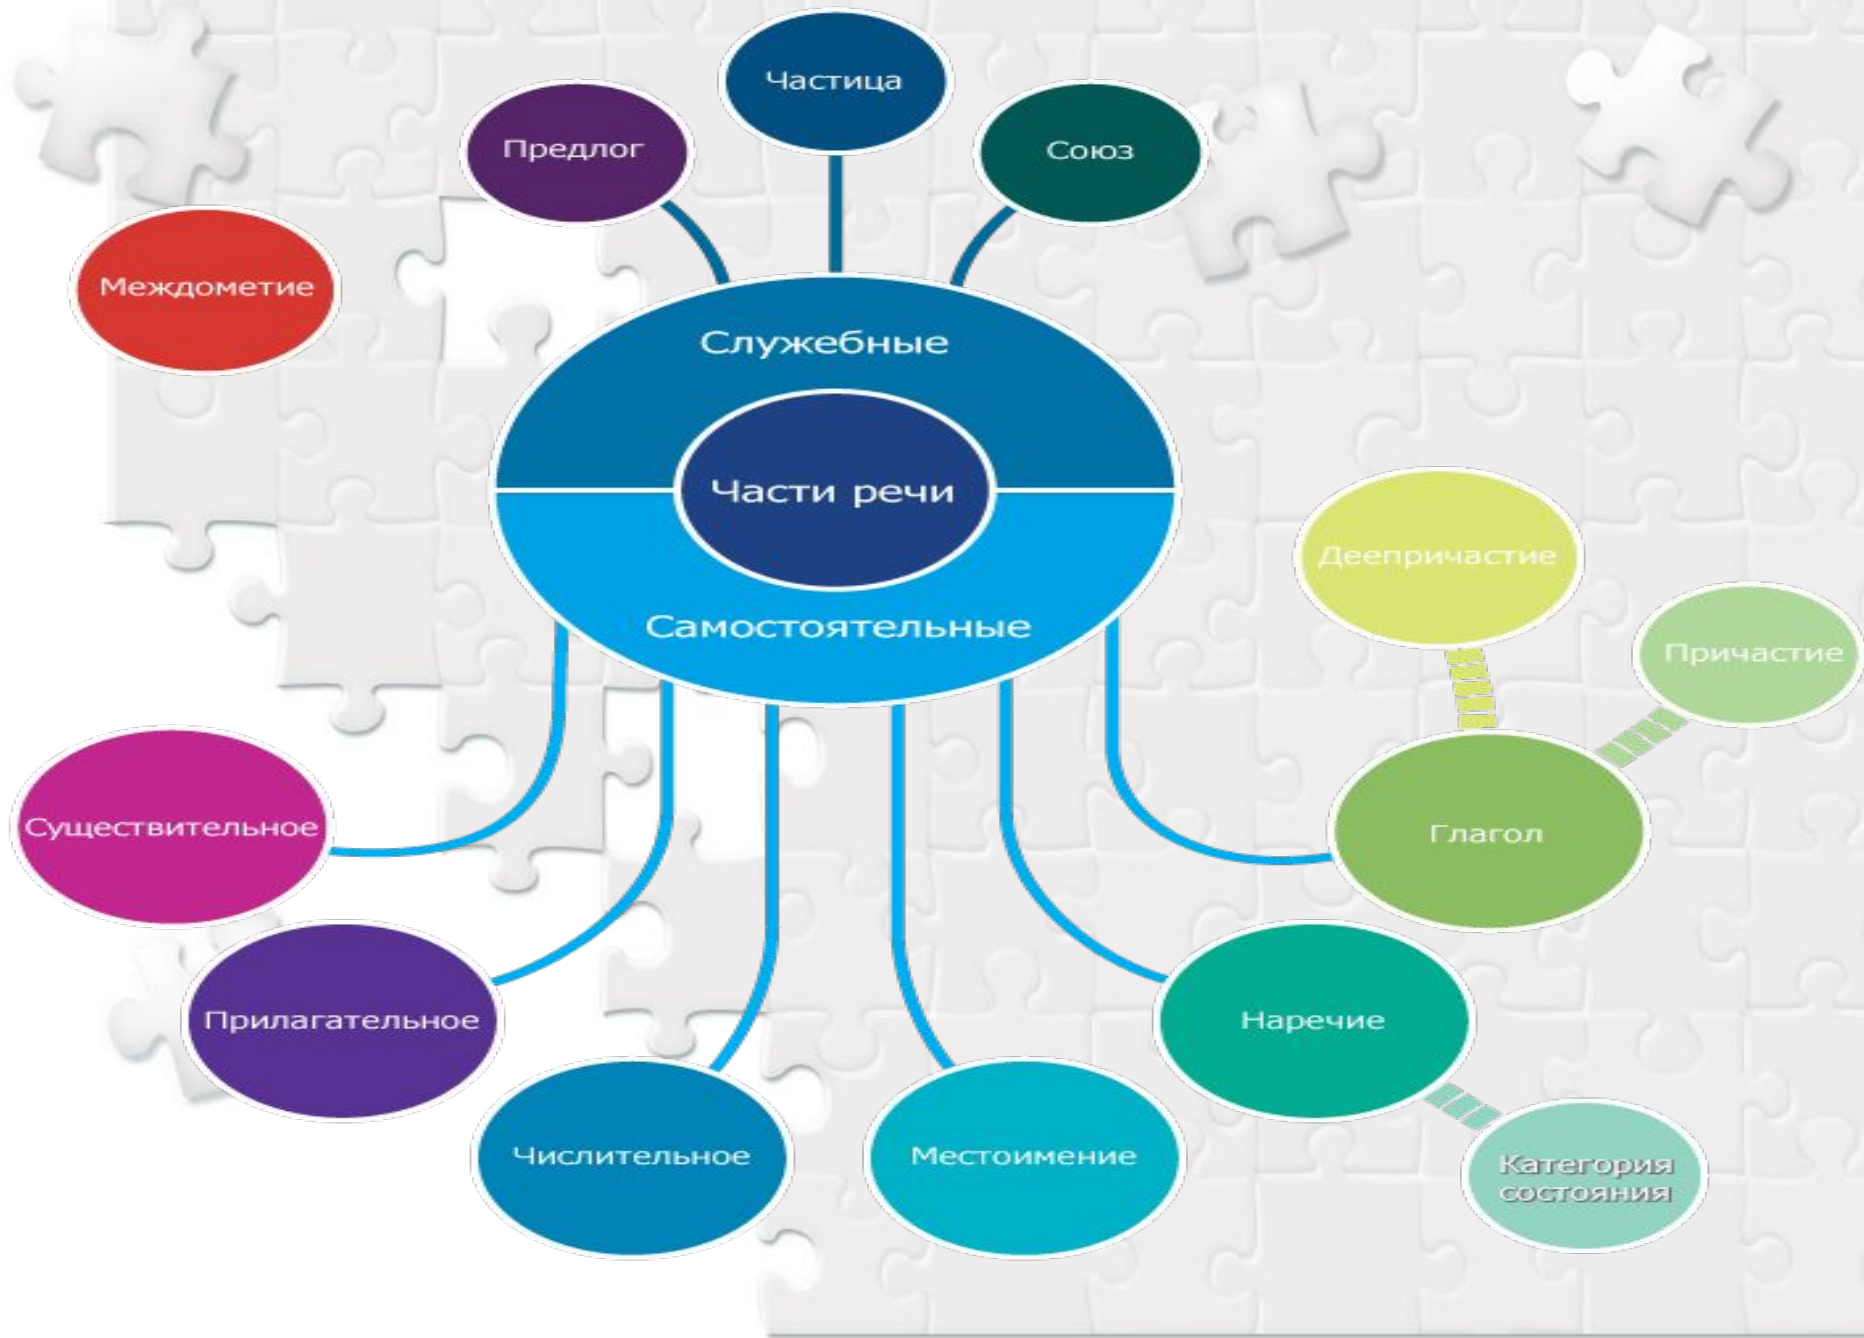 Частица
Предлог
Союз
Междометие
Служебные
Части речи
Самостоятельные
Деепричастие
Причастие
Существительное
Глагол
Прилагательное
Наречие
Числительное
Местоимение
Категория
состояния